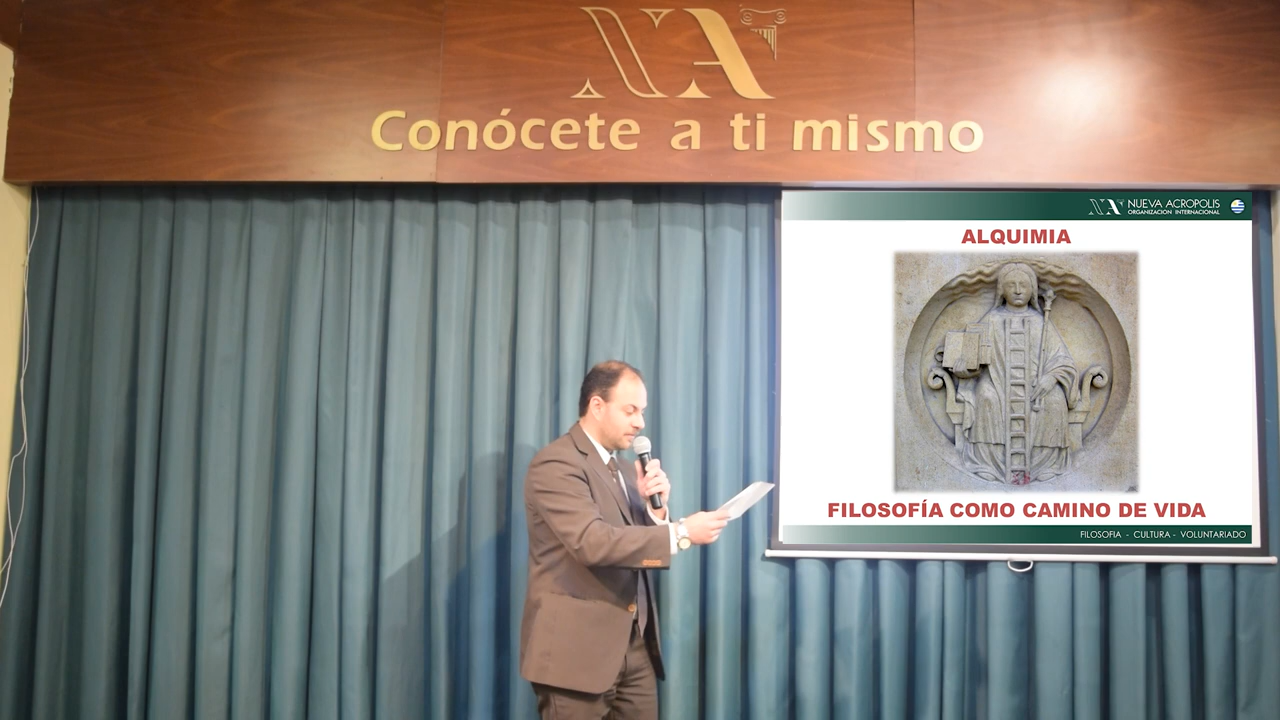 NA
Conócete a ti mismo
NA NUEVA ACROPOLIS
ORGANIZACION INTERNACIONAL
ALQUIMIA
FILOSOFÍA COMO CAMINO DE VIDA
FILOSOFIA - CULTURA - VOLUNTARIADO